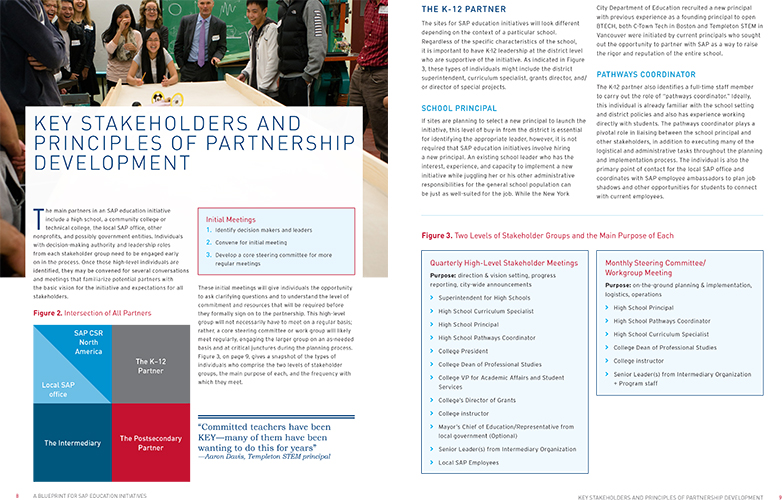 KEY STAKEHOLDERS AND
PRINCIPLES OF PARTNERSHIP
DEVELOPMENT
The main partners in an SAP education initiative
include a high school, a community college or
technical college, the local SAP office, other
nonprofits, and possibly government entities. Individuals
with decision-making authority and leadership roles
from each stakeholder group need to be engaged early
on in the process. Once those high-level individuals are
identified, they may be convened for several conversations
and meetings that familiarize potential partners with
the basic vision for the initiative and expectations for all
stakeholders.
Figure 2. Intersection of All Partners
SAP CSR
North
America
Local SAP
office
The K–12
Partner
The Intermediary
The Postsecondary
Partner
Initial Meetings
1. Identify decision makers and leaders
2. Convene for initial meeting
3. Develop a core steering committee for more
regular meetings
These initial meetings will give individuals the opportunity
to ask clarifying questions and to understand the level of
commitment and resources that will be required before
they formally sign on to the partnership. This high-level
group will not necessarily have to meet on a regular basis;
rather, a core steering committee or work group will likely
meet regularly, engaging the larger group on an as-needed
basis and at critical junctures during the planning process.
Figure 3, on page 9, gives a snapshot of the types of
individuals who comprise the two levels of stakeholder
groups, the main purpose of each, and the frequency with
which they meet.
“Committed teachers have been
KEY—many of them have been
wanting to do this for years”
—Aaron Davis, Templeton STEM principal
8 A BLUEPRINT FOR SAP EDUCATION INITIATIVES
THE K-12 PARTNER
The sites for SAP education initiatives will look different
depending on the context of a particular school.
Regardless of the specific characteristics of the school,
it is important to have K-12 leadership at the district level
who are supportive of the initiative. As indicated in Figure
3, these types of individuals might include the district
superintendent, curriculum specialist, grants director, and/
or director of special projects.
SCHOOL PRINCIPAL
If sites are planning to select a new principal to launch the
initiative, this level of buy in from the district is essential
for identifying the appropriate leader, however, it is not
required that SAP education initiatives involve hiring
a new principal. An existing school leader who has the
interest, experience, and capacity to implement a new
initiative while juggling her or his other administrative
responsibilities for the general school population can
be just as well-suited for the job. While the New York
City Department of Education recruited a new principal
with previous experience as a founding principal to open
BTECH, both C-Town Tech in Boston and Templeton STEM in
Vancouver were initiated by current principals who sought
out the opportunity to partner with SAP as a way to raise
the rigor and reputation of the entire school.
PATHWAYS COORDINATOR
The K-12 partner also identifies a full-time staff member
to carry out the role of “pathways coordinator.” Ideally,
this individual is already familiar with the school setting
and district policies and also has experience working
directly with students. The pathways coordinator plays a
pivotal role in liaising between the school principal and
other stakeholders, in addition to executing many of the
logistical and administrative tasks throughout the planning
and implementation process. The individual is also the
primary point of contact for the local SAP office and
coordinates with SAP employee ambassadors to plan job
shadows and other opportunities for students to connect
with current employees.
Figure 3. Two Levels of Stakeholder Groups and the Main Purpose of Each
Quarterly High-Level Stakeholder Meetings
Purpose: direction & vision setting, progress
reporting, city-wide announcements
Superintendent for High Schools
High School Curriculum Specialist
High School Principal
High School Pathways Coordinator
College President
College Dean of Professional Studies
College VP for Academic Affairs and Student
Services
College's Director of Grants
College instructor
Mayor's Chief of Education/Representative from
local government (Optional)
Senior Leader(s) from Intermediary Organization
Local SAP Employees
Monthly Steering Committee/
Workgroup Meeting
Purpose: on-the-ground planning & implementation,
logistics, operations
High School Principal
High School Pathways Coordinator
High School Curriculum Specialist
College Dean of Professional Studies
College instructor
Senior Leader(s) from Intermediary Organization
+ Program staff
KEY STAKEHOLDERS AND PRINCIPLES OF PARTNERSHIP DEVELOPMENT 9